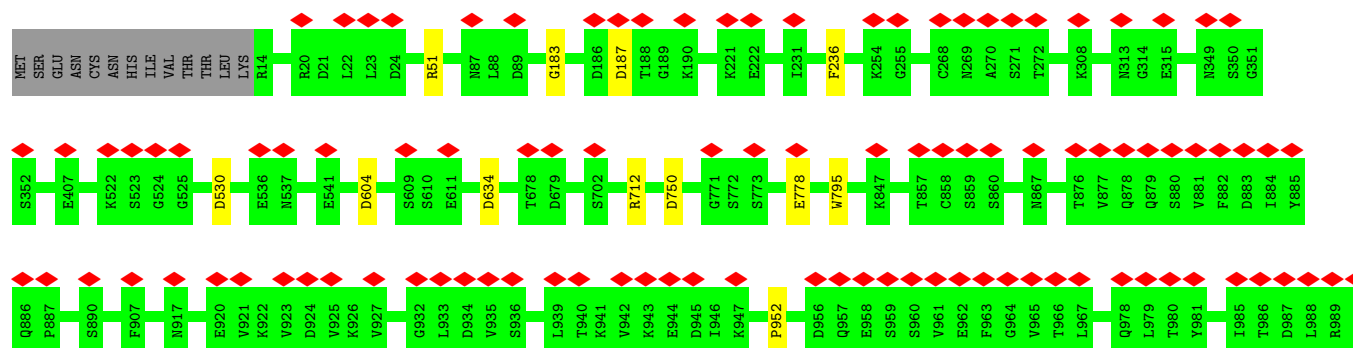 MET SER GLU ASN CYS ASN HIS ILE VAL THR THR LEU LYS R14 R20 D21 L22 L23 D24 R51 N87 L88 D89 G183 D186 D187 T188 G189 K190 K221 E222 I231 F236 K254 G255 C268 N269 A270 S271 T272 K308 N313 G314 E315 N349 S350 G351
S352 E407 K522 S523 G524 G525 D530 E536 N537 E541 D604 S609 S610 E611 D634 T678 D679 S702 R712 D750 G771 S772 S773 E778 W795 K847 T857 C858 S859 S860 N867 T876 V877 Q878 Q879 S880 V881 F882 D883 I884 Y885
Q886 P887 S890 F907 N917 E920 V921 K922 V923 D924 V925 K926 V927 G932 L933 D934 V935 S936 L939 T940 K941 V942 K943 E944 D945 I946 K947 P952 D956 Q957 E958 S959 S960 V961 E962 F963 G964 V965 T966 L967 Q978 L979 T980 Y981 I985 T986 D987 L988 R989